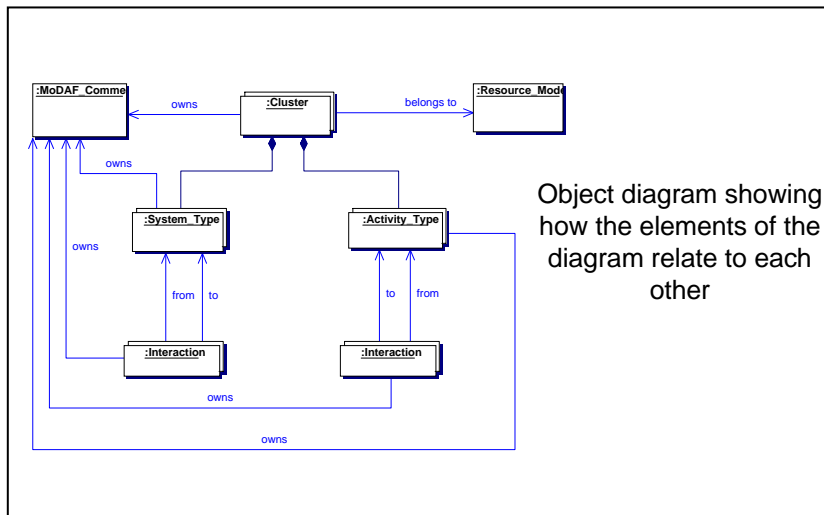 :MoDAF_Comme
:Cluster
:Resource_Mode
owns
belongs to
owns
:System_Type
:Activity_Type
Object diagram showing
how the elements of the
diagram relate to each
other
owns
from
to
to
from
:Interaction
:Interaction
owns
owns